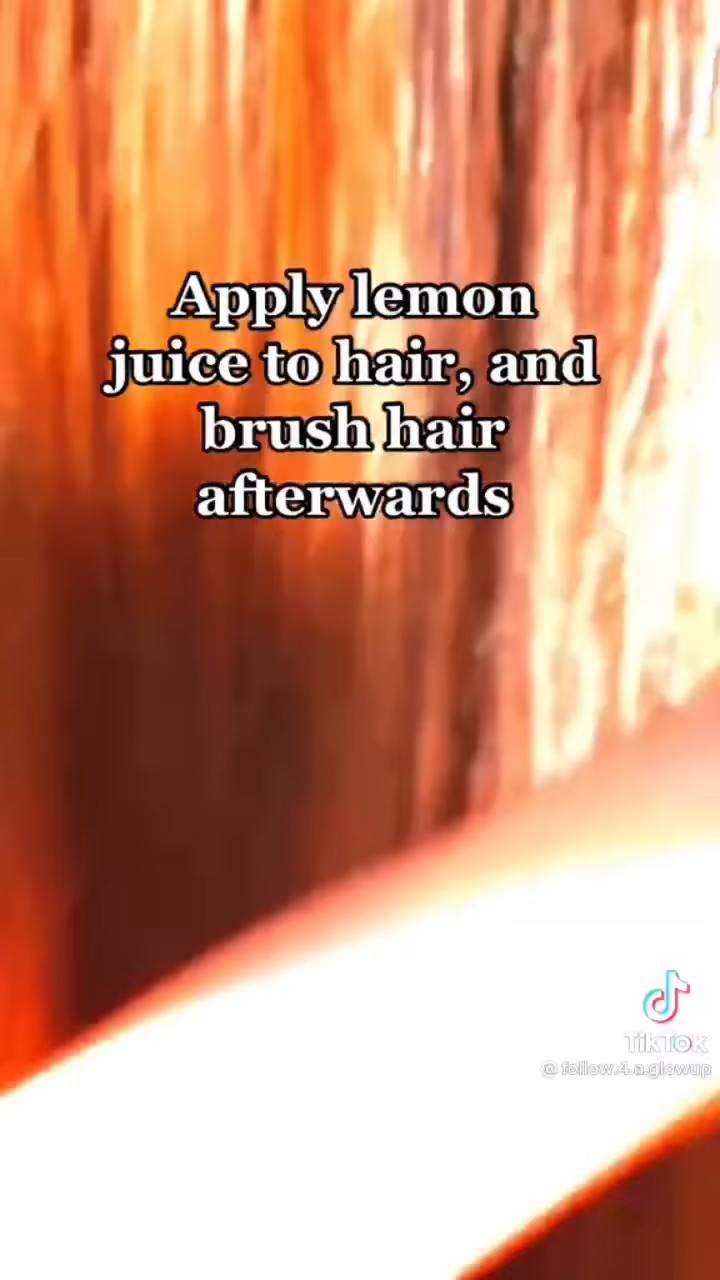 Apply lemon
juice to hair, and
brush hair
afterwards
TikTok
@ follow.4.a.glowup